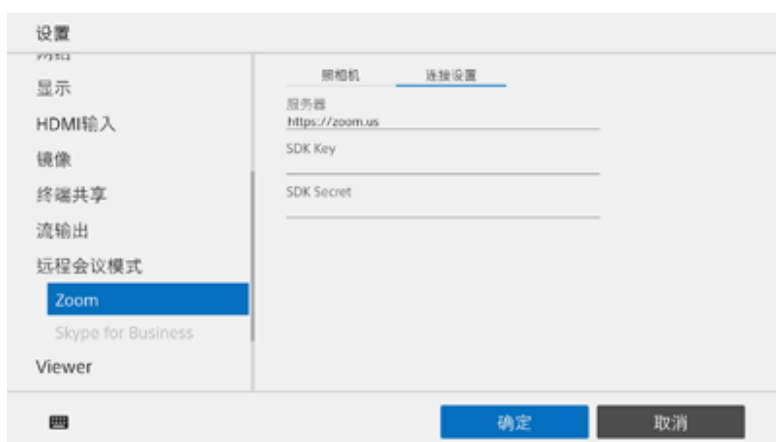 设置
网络
显示
HDMI输入
镜像
终端共享
流输出
远程会议模式
Zoom
Skype for Business
Viewer
照相机
连接设置
服务器
https://zoom.us
SDK Key
SDK Secret
确定
取消